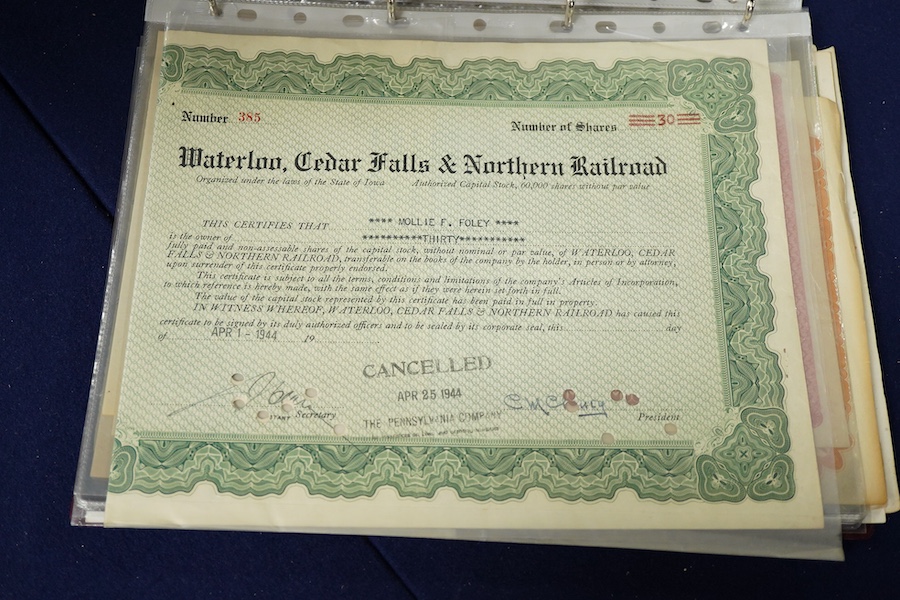 Number 385
Number of Shares 30
Waterloo, Cedar Falls & Northern Railroad
Organized under the laws of the State of Iowa Authorized Capital Stock, 60,000 shares without par value
THIS CERTIFIES THAT **** MOLLIE F. FOLEY ****
is the owner of **********THIRTY***********
fully paid and non-assessable shares of the capital stock, without nominal or par value, of WATERLOO, CEDAR
FALLS & NORTHERN RAILROAD, transferable on the books of the company by the holder, in person or by attorney,
upon surrender of this certificate properly endorsed.
This certificate is subject to all the terms, conditions and limitations of the company's Articles of Incorporation,
to which reference is hereby made, with the same effect as if they were herein set forth in full.
The value of the capital stock represented by this certificate has been paid in full in property.
IN WITNESS WHEREOF, WATERLOO, CEDAR FALLS & NORTHERN RAILROAD has caused this
certificate to be signed by its duly authorized officers and to be sealed by its corporate seal, this day
of APR 1 - 1944 19
CANCELLED
APR 25 1944
THE PENNSYLVANIA COMPANY
Secretary
President